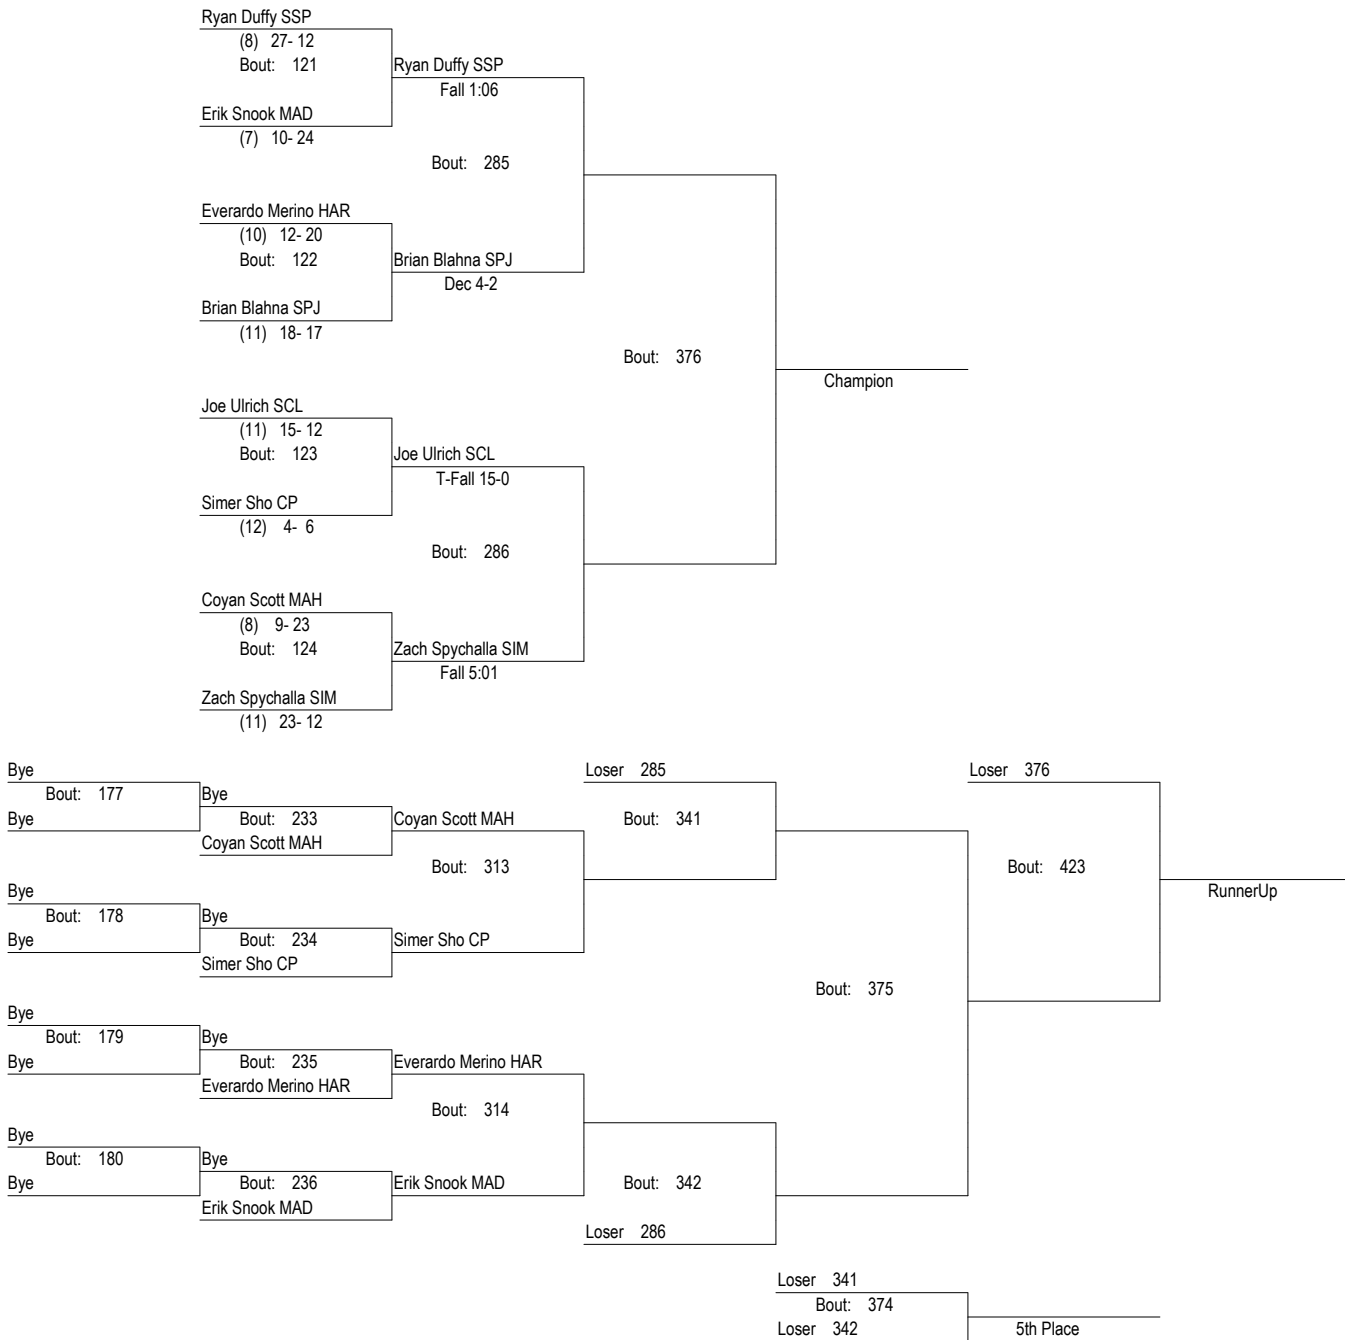 Ryan Duffy SSP
(8) 27- 12
Bout: 121
Ryan Duffy SSP
Fall 1:06
Erik Snook MAD
(7) 10- 24
Bout: 285
Everardo Merino HAR
(10) 12- 20
Bout: 122
Brian Blahna SPJ
Dec 4-2
Brian Blahna SPJ
(11) 18- 17
Bout: 376
Champion
Joe Ulrich SCL
(11) 15- 12
Bout: 123
Joe Ulrich SCL
T-Fall 15-0
Simer Sho CP
(12) 4- 6
Bout: 286
Coyan Scott MAH
(8) 9- 23
Bout: 124
Zach Spychalla SIM
Fall 5:01
Zach Spychalla SIM
(11) 23- 12
Bye
Bout: 177
Bye
Bye
Bout: 233
Coyan Scott MAH
Coyan Scott MAH
Bout: 313
Loser 285
Bout: 341
Loser 376
Bout: 423
RunnerUp
Bye
Bout: 178
Bye
Bye
Bout: 234
Simer Sho CP
Simer Sho CP
Bout: 375
Bye
Bout: 179
Bye
Bye
Bout: 235
Everardo Merino HAR
Everardo Merino HAR
Bout: 314
Bye
Bout: 180
Bye
Bye
Bout: 236
Erik Snook MAD
Erik Snook MAD
Bout: 342
Loser 286
Loser 341
Bout: 374
Loser 342
5th Place